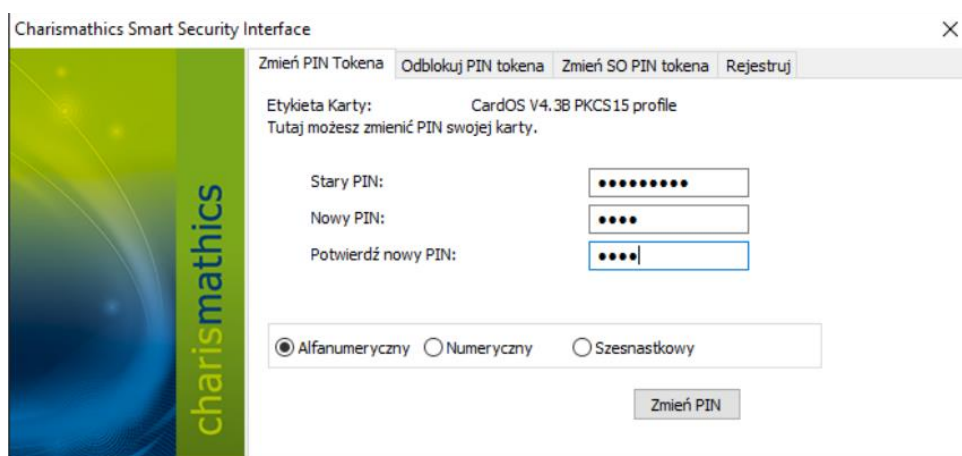 Charismathics Smart Security Interface
charismathics
Zmień PIN Tokena Odblokuj PIN tokena Zmień SO PIN tokena Rejestruj
Etykieta Karty: CardOS V4.3B PKCS15 profile
Tutaj możesz zmienić PIN swojej karty.
Stary PIN: •••••••••
Nowy PIN: ••••
Potwierdź nowy PIN: ••••
Alfanumeryczny Numeryczny Szesnastkowy
Zmień PIN